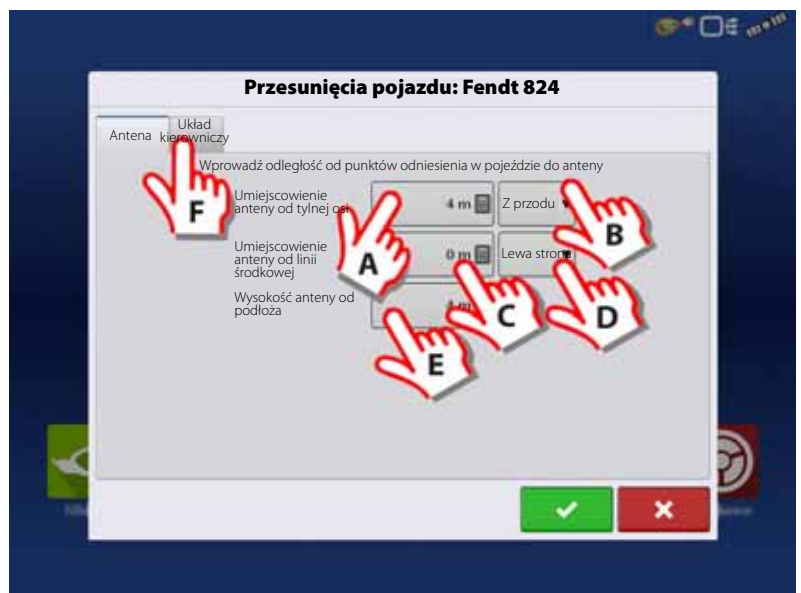 Przesunięcia pojazdu: Fendt 824
Antena
Układ
kierowniczy
Wprowadź odległość od punktów odniesienia w pojeździe do anteny
Umiejscowienie
anteny od tylnej osi
4 m
Z przodu
Umiejscowienie
anteny od linii
środkowej
0 m
Lewa strona
Wysokość anteny od
podłoża
F
A
B
C
D
E